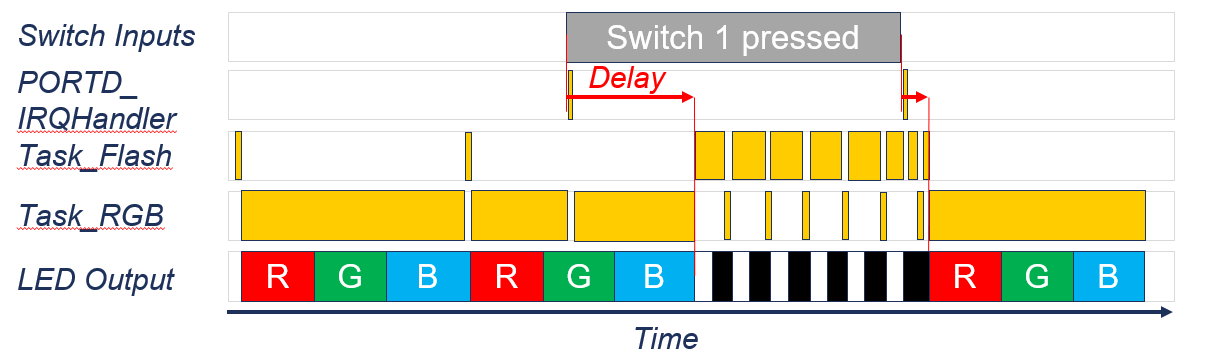 Switch Inputs
Switch 1 pressed
PORTD_
IRQHandler
Delay
Task_Flash
Task_RGB
LED Output
R G B R G B R G B
Time